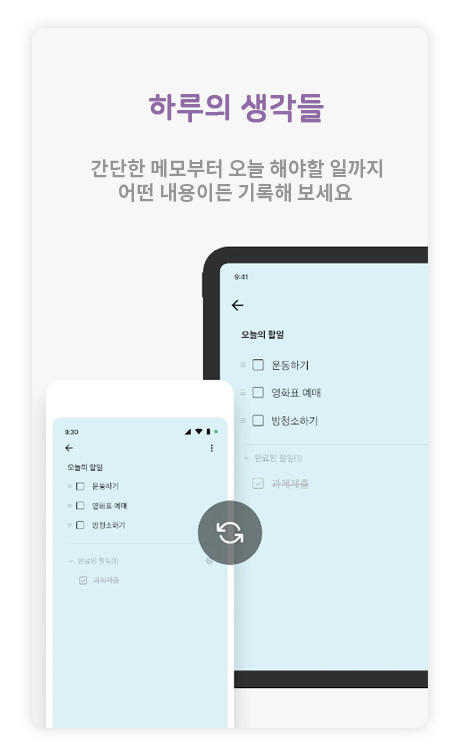 하루의 생각들
간단한 메모부터 오늘 해야할 일까지
어떤 내용이든 기록해 보세요
9:41
오늘의 할일
운동하기
영화표 예매
방청소하기
완료된 할일(1)
과제제출
9:30
오늘의 할일
운동하기
영화표 예매
방청소하기
완료된 할일(1)
과제제출